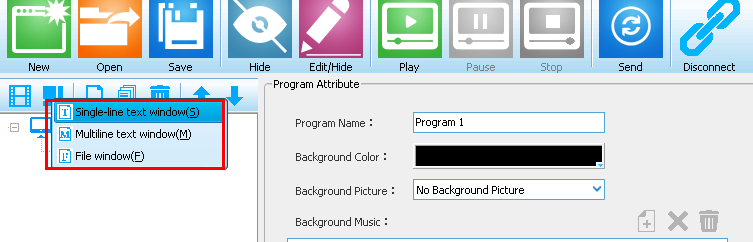 New Open Save Hide Edit/Hide Play Pause Stop Send Disconnect
Single-line text window(S)
Multiline text window(M)
File window(F)
Program Attribute
Program Name : Program 1
Background Color :
Background Picture : No Background Picture
Background Music :